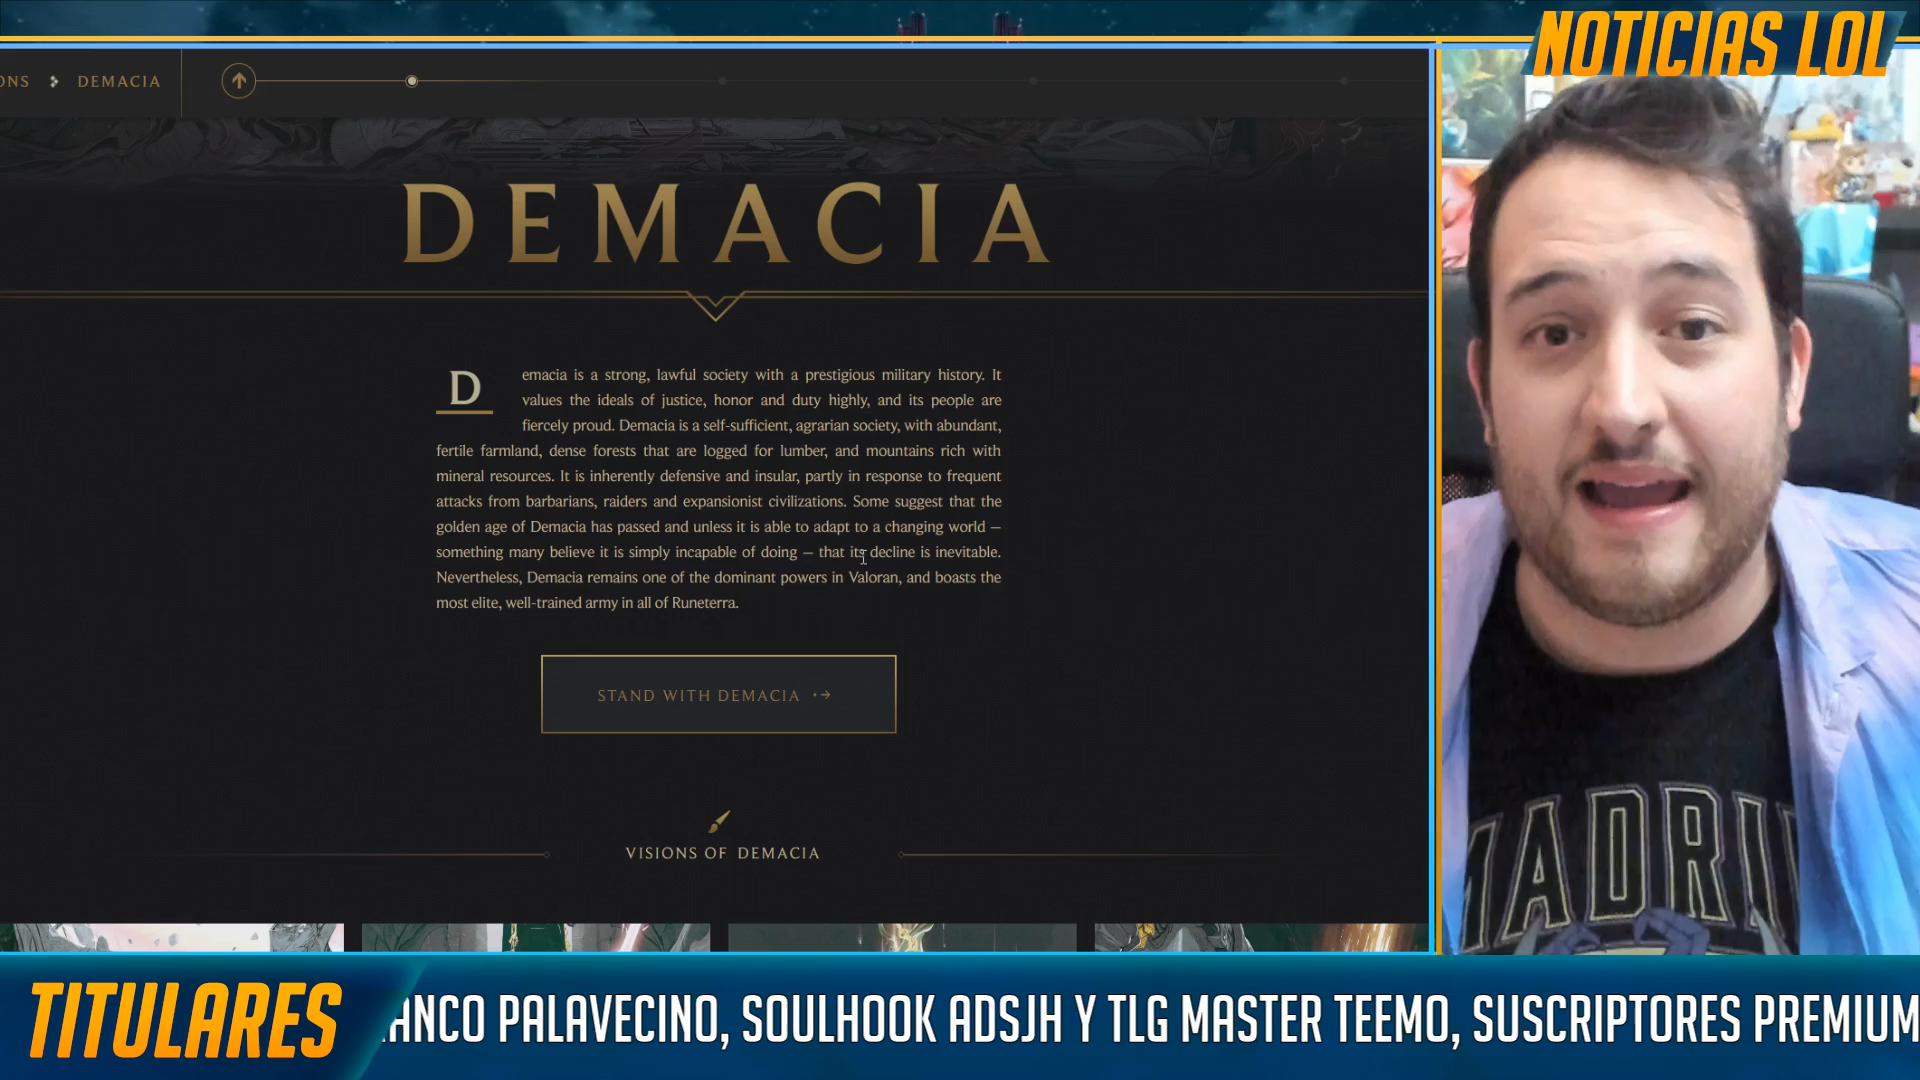 NOTICIAS LOL
ONS DEMACIA
DEMACIA
Demacia is a strong, lawful society with a prestigious military history. It
values the ideals of justice, honor and duty highly, and its people are
fiercely proud. Demacia is a self-sufficient, agrarian society, with abundant,
fertile farmland, dense forests that are logged for lumber, and mountains rich with
mineral resources. It is inherently defensive and insular, partly in response to frequent
attacks from barbarians, raiders and expansionist civilizations. Some suggest that the
golden age of Demacia has passed and unless it is able to adapt to a changing world –
something many believe it is simply incapable of doing – that its decline is inevitable.
Nevertheless, Demacia remains one of the dominant powers in Valoran, and boasts the
most elite, well-trained army in all of Runeterra.
STAND WITH DEMACIA
VISIONS OF DEMACIA
MADRI
TITULARES
ANCO PALAVECINO, SOULHOOK ADSJH Y TLG MASTER TEEMO, SUSCRIPTORES PREMIUM